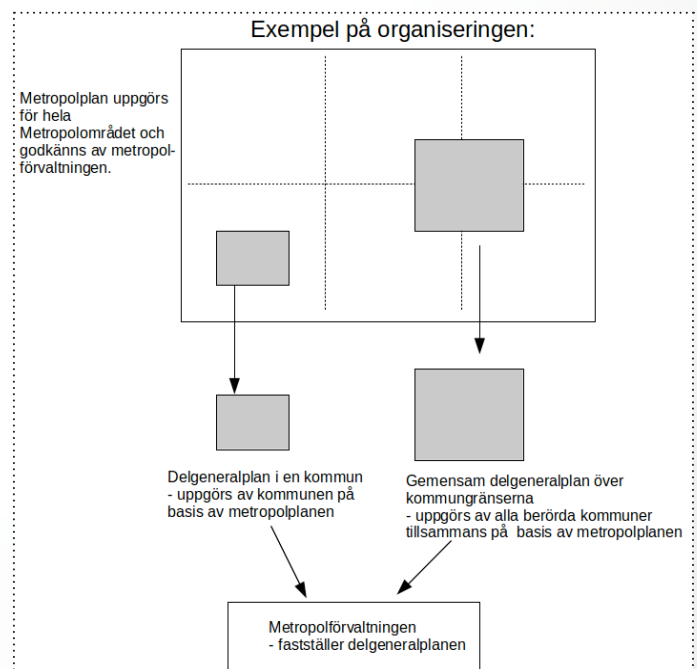 Exempel på organiseringen:
Metropolplan uppgörs
för hela
Metropolområdet och
godkänns av metropol-
förvaltningen.
Delgeneralplan i en kommun
- uppgörs av kommunen på
basis av metropolplanen
Gemensam delgeneralplan över
kommungränserna
- uppgörs av alla berörda kommuner
tillsammans på  basis av metropolplanen
Metropolförvaltningen
- fastställer delgeneralplanen